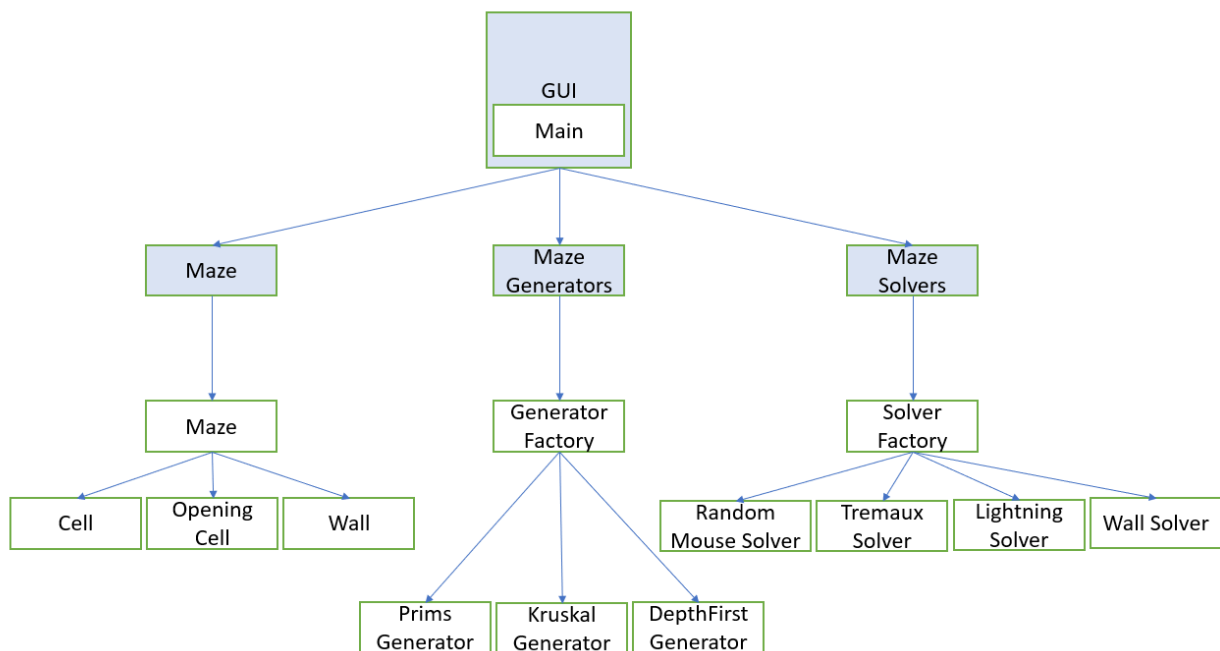 GUI
Main
Maze
Maze
Generators
Maze
Solvers
Maze
Generator
Factory
Solver
Factory
Cell
Opening
Cell
Wall
Random
Mouse Solver
Tremaux
Solver
Lightning
Solver
Wall Solver
Prims
Generator
Kruskal
Generator
DepthFirst
Generator